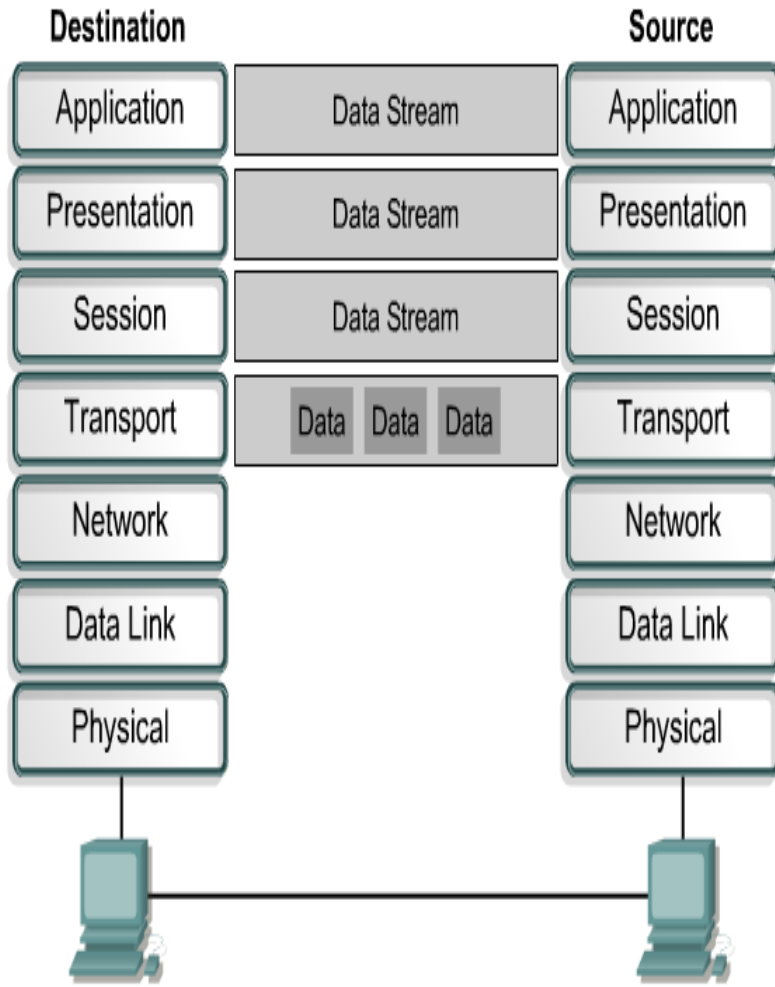 Destination Source
Application Data Stream Application
Presentation Data Stream Presentation
Session Data Stream Session
Transport Data Data Data Transport
Network Network
Data Link Data Link
Physical Physical